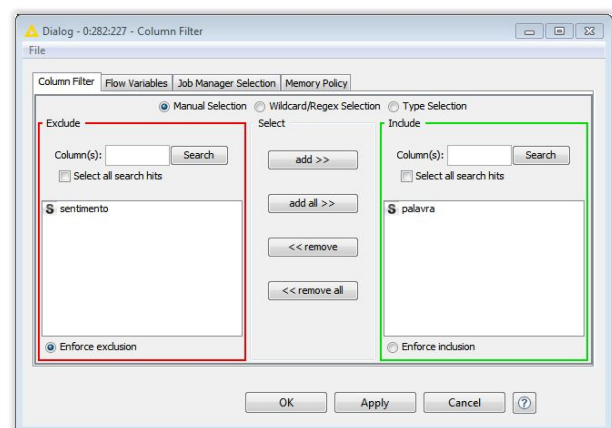 Dialog - 0:282:227 - Column Filter
File
Column Filter Flow Variables Job Manager Selection Memory Policy
Manual Selection Wildcard/Regex Selection Type Selection
Exclude Select Include
Column(s): Search add >> Column(s): Search
Select all search hits Select all search hits
S sentimento add all >> S palavra
<< remove
<< remove all
Enforce exclusion Enforce inclusion
OK Apply Cancel ?